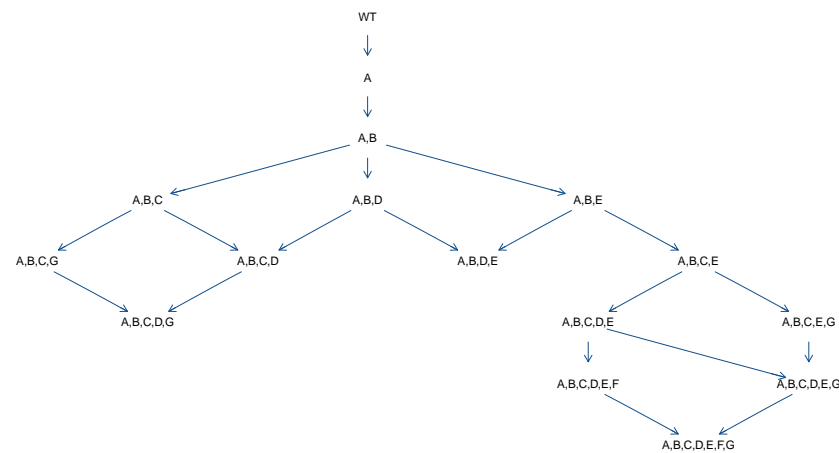 WT
A
A,B
A,B,C
A,B,D
A,B,E
A,B,C,G
A,B,C,D
A,B,D,E
A,B,C,E
A,B,C,D,G
A,B,C,D,E
A,B,C,E,G
A,B,C,D,E,F
A,B,C,D,E,G
A,B,C,D,E,F,G